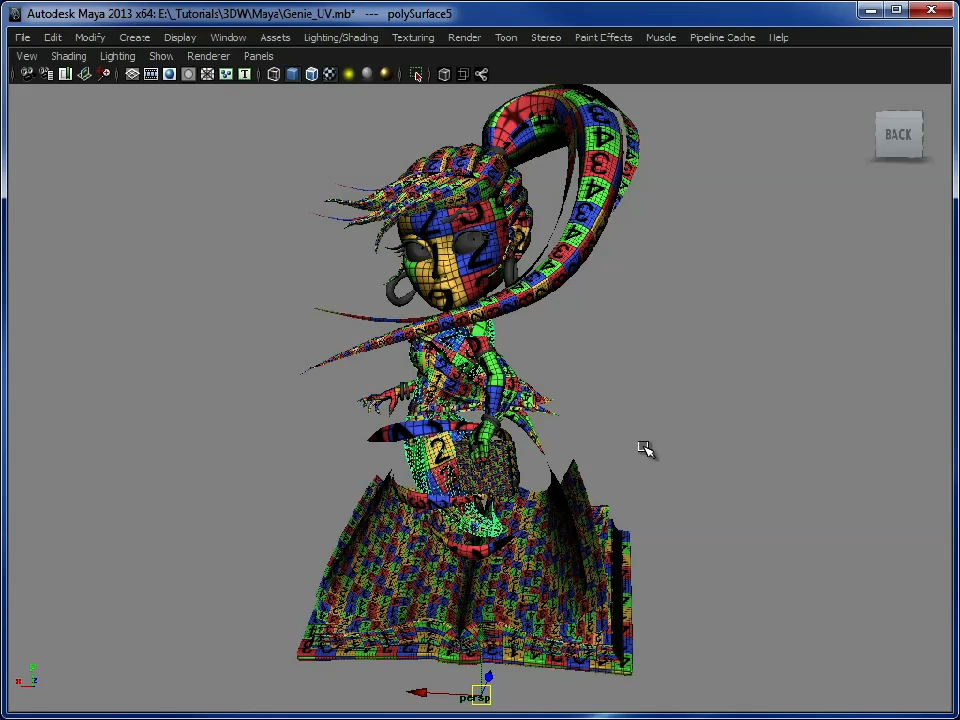 Autodesk Maya 2013 x64: E:\_Tutorials\3DW\Maya\Genie_UV.mb*   ---   polySurface5
File Edit Modify Create Display Window Assets Lighting/Shading Texturing Render Toon Stereo Paint Effects Muscle Pipeline Cache Help
View Shading Lighting Show Renderer Panels
BACK
persp